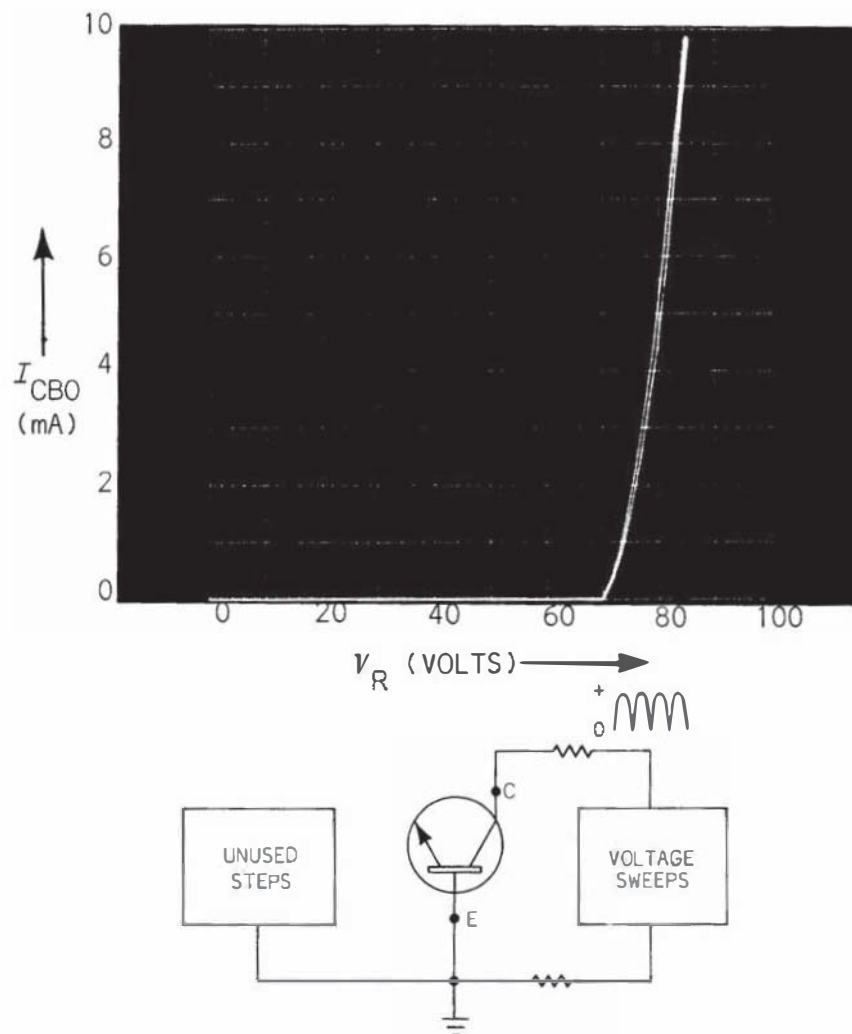 10
8
6
4
2
0
I CBO
(mA)
0 20 40 60 80 100
V R (VOLTS)
+
0
C
UNUSED
STEPS
VOLTAGE
SWEEPS
E